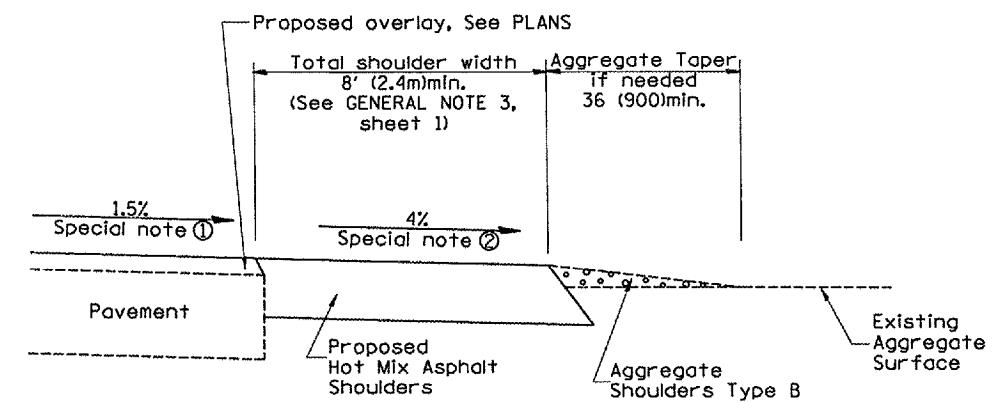 Proposed overlay, See PLANS
Total shoulder width
8' (2.4m)min.
(See GENERAL NOTE 3,
sheet 1)
Aggregate Taper
if needed
36 (900)min.
1.5%
Special note ①
4%
Special note ②
Pavement
Proposed
Hot Mix Asphalt
Shoulders
Aggregate
Shoulders Type B
Existing
Aggregate
Surface